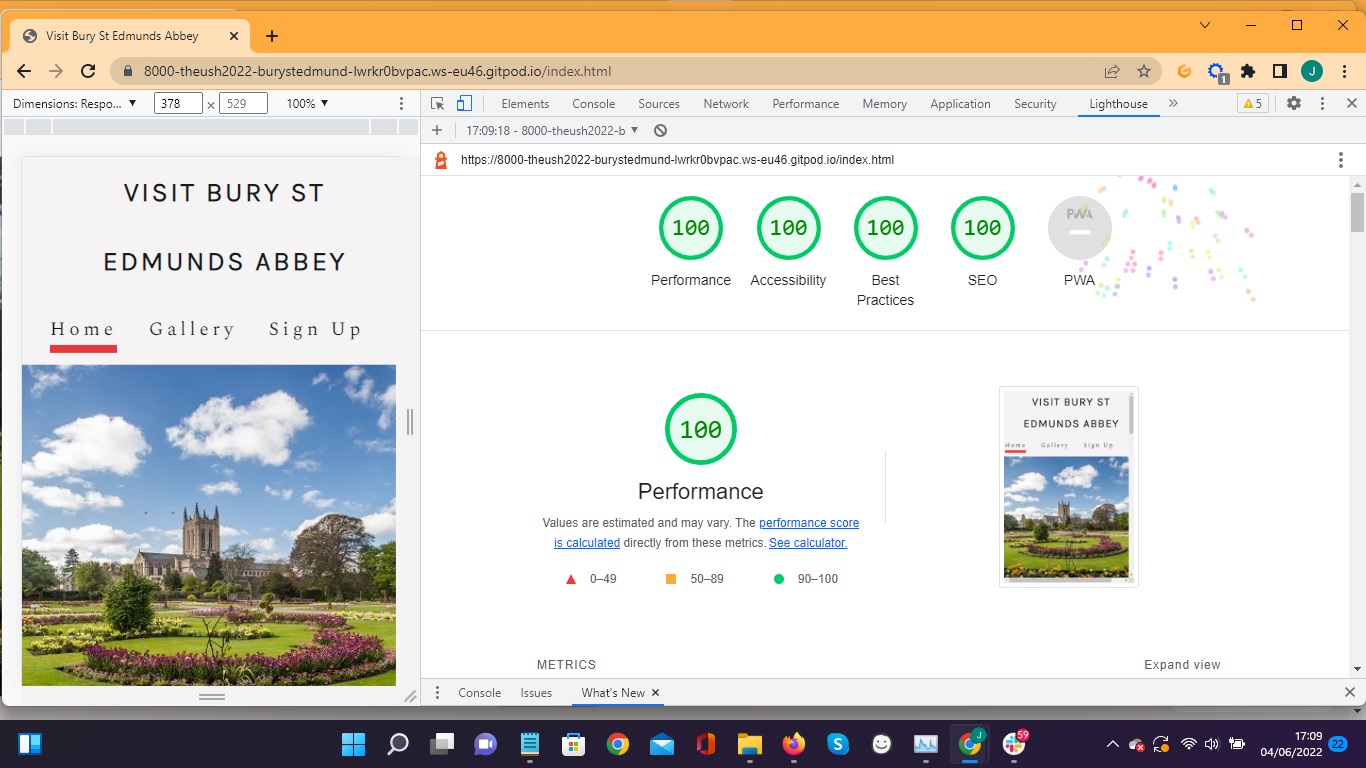 Visit Bury St Edmunds Abbey
8000-theush2022-burystedmund-lwrkr0bvpac.ws-eu46.gitpod.io/index.html
1
J
Dimensions: Respo...
378
×
529
100%
Elements
Console
Sources
Network
Performance
Memory
Application
Security
Lighthouse
5
17:09:18 - 8000-theush2022-b
https://8000-theush2022-burystedmund-lwrkr0bvpac.ws-eu46.gitpod.io/index.html
VISIT BURY ST
EDMUNDS ABBEY
Home Gallery Sign Up
100
100
100
100
PWA
Performance
Accessibility
Best
Practices
SEO
PWA
100
Performance
Values are estimated and may vary. The performance score
is calculated directly from these metrics. See calculator.
0–49
50–89
90–100
VISIT BURY ST
EDMUNDS ABBEY
Home Gallery Sign Up
METRICS
Expand view
Console
Issues
What's New
J
59
17:09
04/06/2022
22